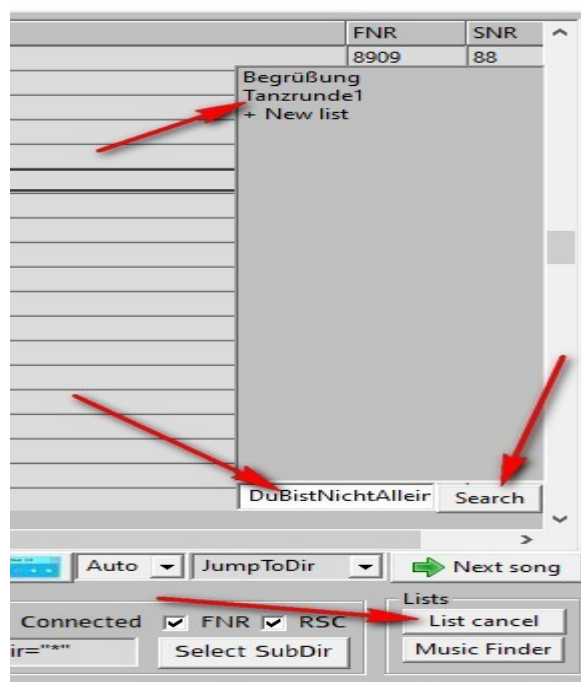 FNR SNR
8909 88
Begrüßung
Tanzrunde1
+ New list
DuBistNichtAllein Search
Auto JumpToDir Next song
Lists
Connected FNR RSC List cancel
ir="*" Select SubDir Music Finder